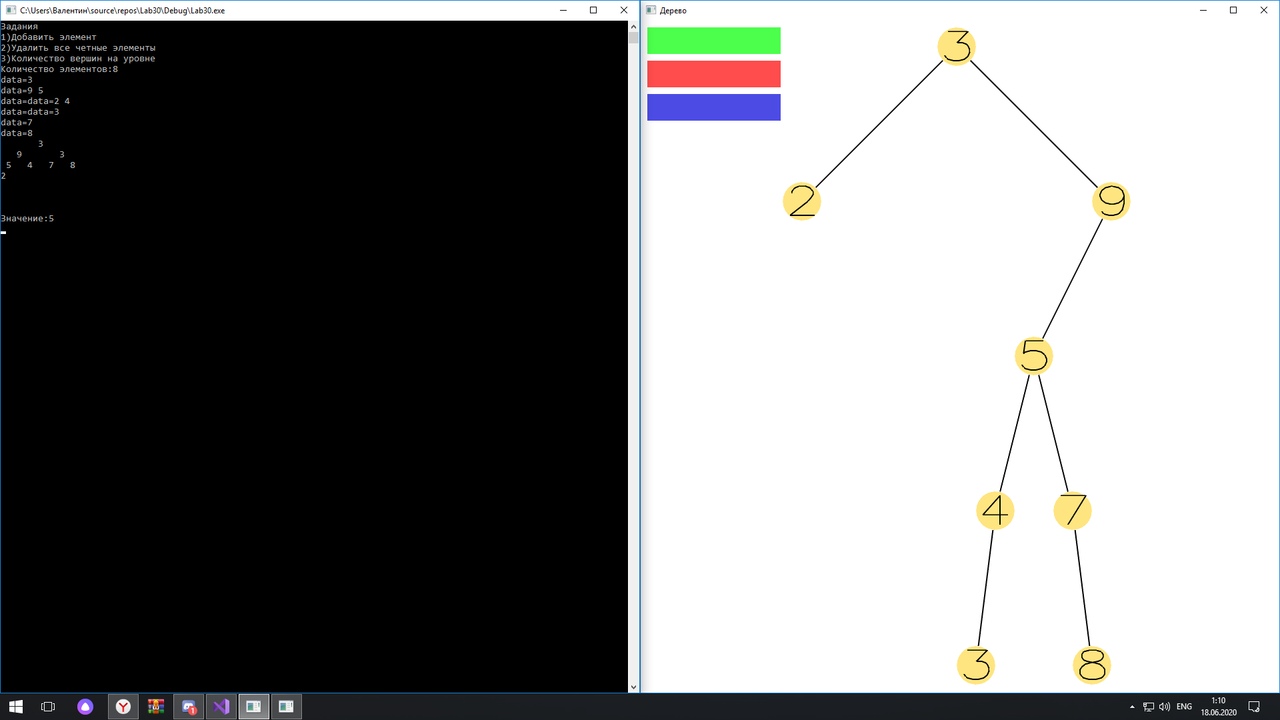 C:\Users\Валентин\source\repos\Lab30\Debug\Lab30.exe
Задания
1)Добавить элемент
2)Удалить все четные элементы
3)Количество вершин на уровне
Количество элементов:8
data=3
data=9 5
data=data=2 4
data=data=3
data=7
data=8
3
9 3
5 4 7 8
2
Значение:5
Дерево
3
2 9
5
4 7
3 8
ENG
1:10
18.06.2020